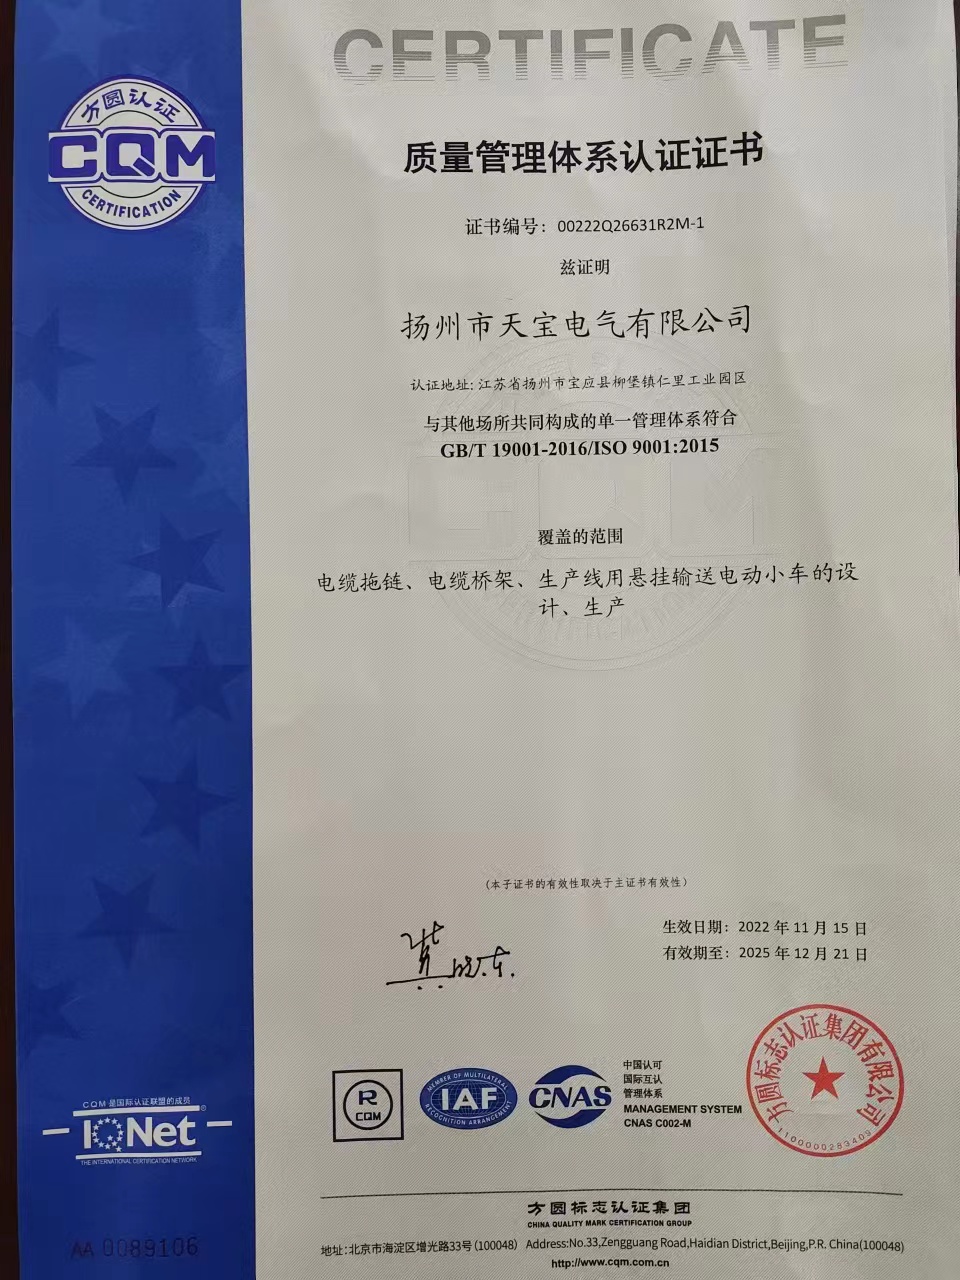 CERTIFICATE
方圆认证
CQM
CERTIFICATION
质量管理体系认证证书
证书编号：00222Q26631R2M-1
兹证明
扬州市天宝电气有限公司
认证地址：江苏省扬州市宝应县柳堡镇仁里工业园区
与其他场所共同构成的单一管理体系符合
GB/T 19001-2016/ISO 9001:2015
覆盖的范围
电缆拖链、电缆桥架、生产线用悬挂输送电动小车的设
计、生产
（本子证书的有效性取决于主证书有效性）
生效日期：2022 年 11 月 15 日
有效期至：2025 年 12 月 21 日
R
CQM
MEMBER OF MULTILATERAL
IAF
RECOGNITION ARRANGEMENT
CNAS
中国认可
国际互认
管理体系
MANAGEMENT SYSTEM
CNAS C002-M
方圆标志认证集团有限公司
1100000283409
CQM 是国际认证联盟的成员
IQNet
THE INTERNATIONAL CERTIFICATION NETWORK
AA 0089106
方圆标志认证集团
CHINA QUALITY MARK CERTIFICATION GROUP
地址：北京市海淀区增光路33号（100048） Address:No.33,Zengguang Road,Haidian District,Beijing,P.R. China(100048)
http://www.cqm.com.cn